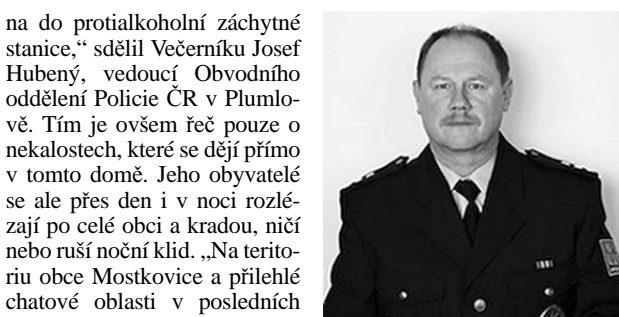 na do protialkoholní záchytné
stanice,“ sdělil Večerníku Josef
Hubený, vedoucí Obvodního
oddělení Policie ČR v Plumlo-
vě. Tím je ovšem řeč pouze o
nekalostech, které se dějí přímo
v tomto domě. Jeho obyvatelé
se ale přes den i v noci rozlé-
zají po celé obci a kradou, ničí
nebo ruší noční klid. „Na terito-
riu obce Mostkovice a přilehlé
chatové oblasti v posledních